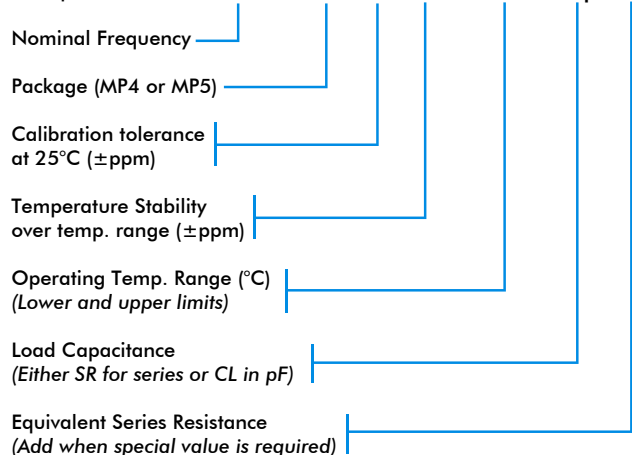 Nominal Frequency
Package (MP4 or MP5)
Calibration tolerance
at 25°C (±ppm)
Temperature Stability
over temp. range (±ppm)
Operating Temp. Range (°C)
(Lower and upper limits)
Load Capacitance
(Either SR for series or CL in pF)
Equivalent Series Resistance
(Add when special value is required)